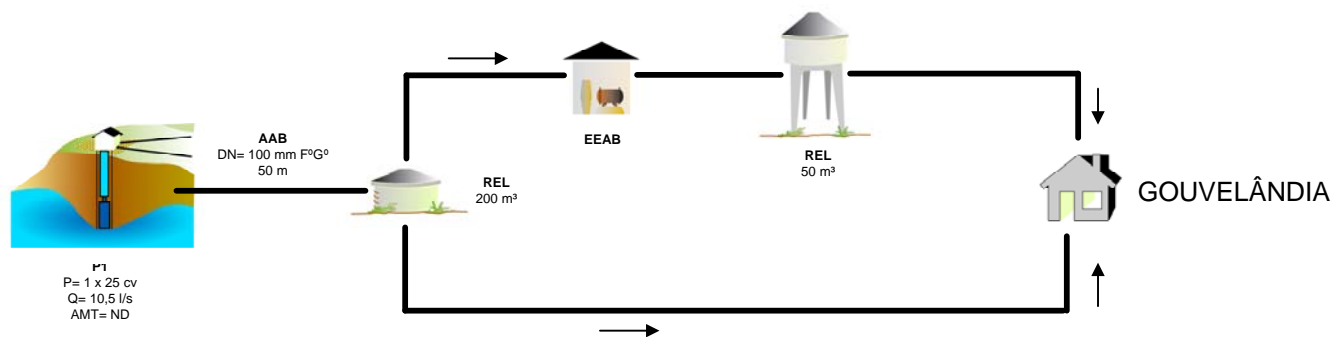 AAB
DN= 100 mm FºGº
50 m
REL
200 m³
EEAB
REL
50 m³
GOUVELÂNDIA
P1
P= 1 x 25 cv
Q= 10,5 l/s
AMT= ND